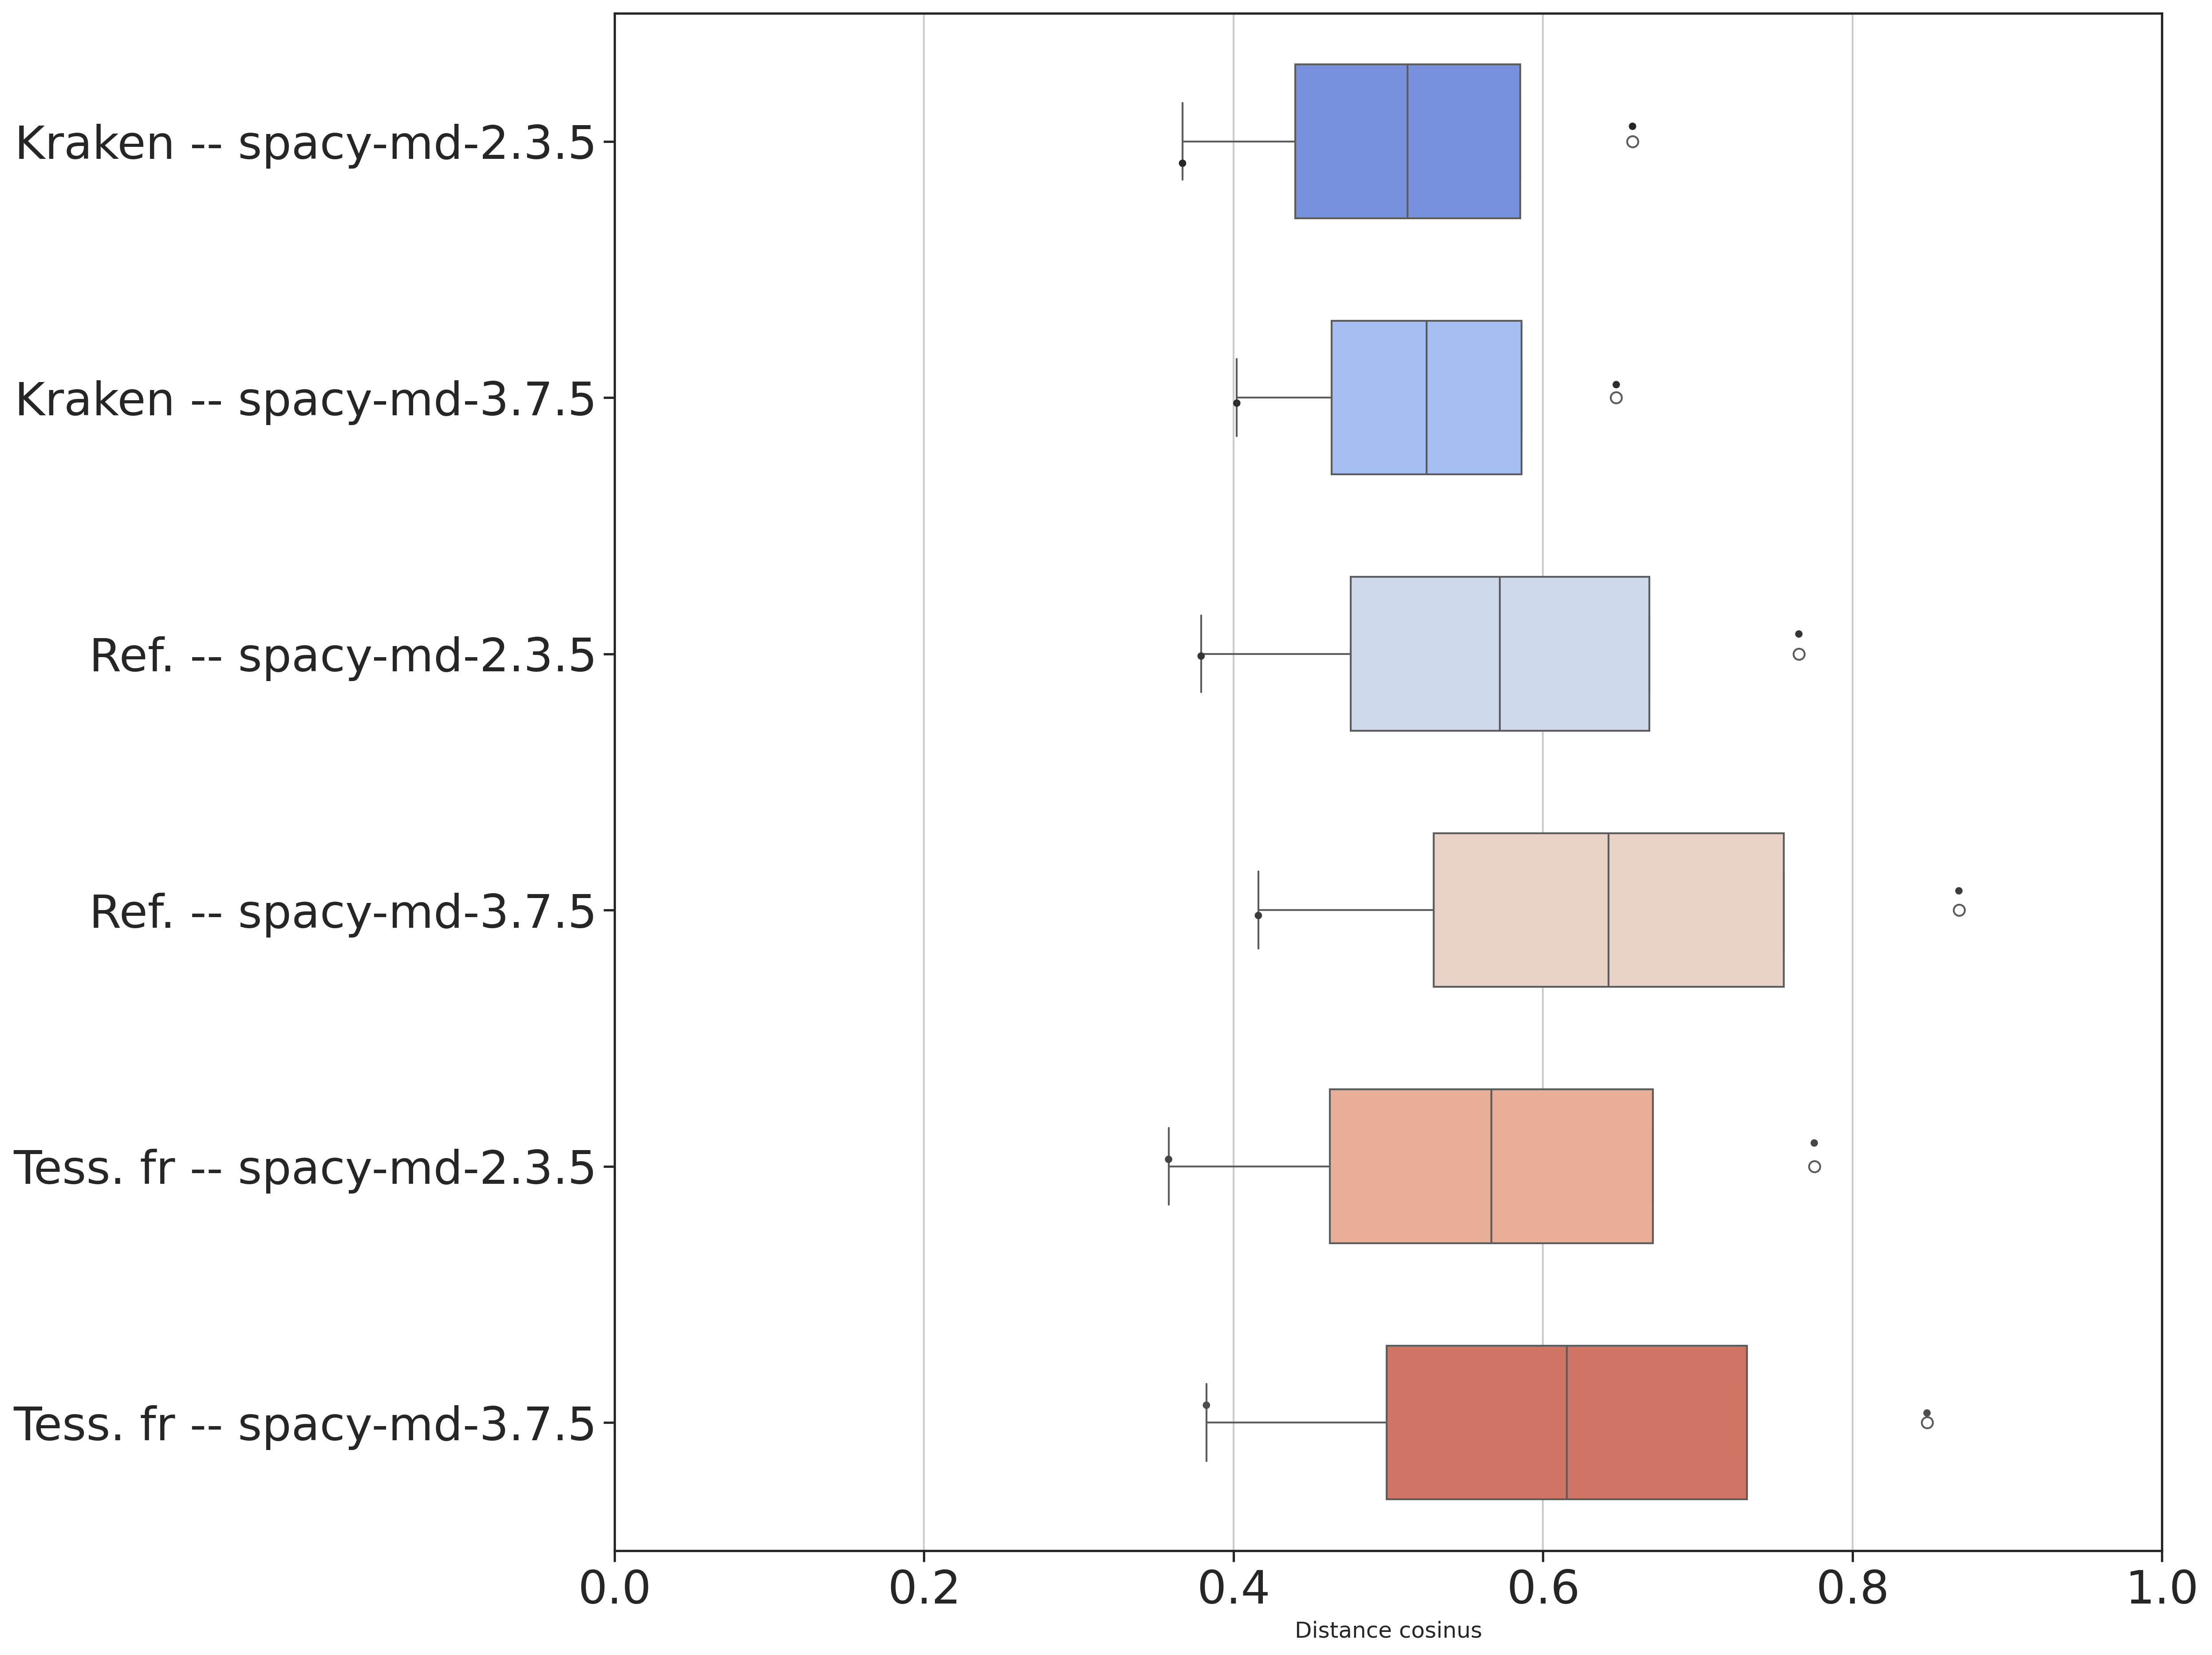 Kraken -- spacy-md-2.3.5
Kraken -- spacy-md-3.7.5
Ref. -- spacy-md-2.3.5
Ref. -- spacy-md-3.7.5
Tess. fr -- spacy-md-2.3.5
Tess. fr -- spacy-md-3.7.5
0.0 0.2 0.4 0.6 0.8 1.0
Distance cosinus